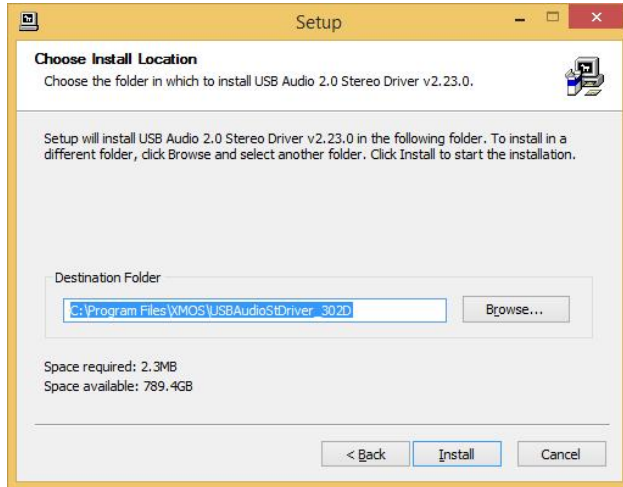 Setup
Choose Install Location
Choose the folder in which to install USB Audio 2.0 Stereo Driver v2.23.0.
Setup will install USB Audio 2.0 Stereo Driver v2.23.0 in the following folder. To install in a
different folder, click Browse and select another folder. Click Install to start the installation.
Destination Folder
C:\Program Files\XMOS\USBAudioStDriver_302D
Browse...
Space required: 2.3MB
Space available: 789.4GB
< Back
Install
Cancel